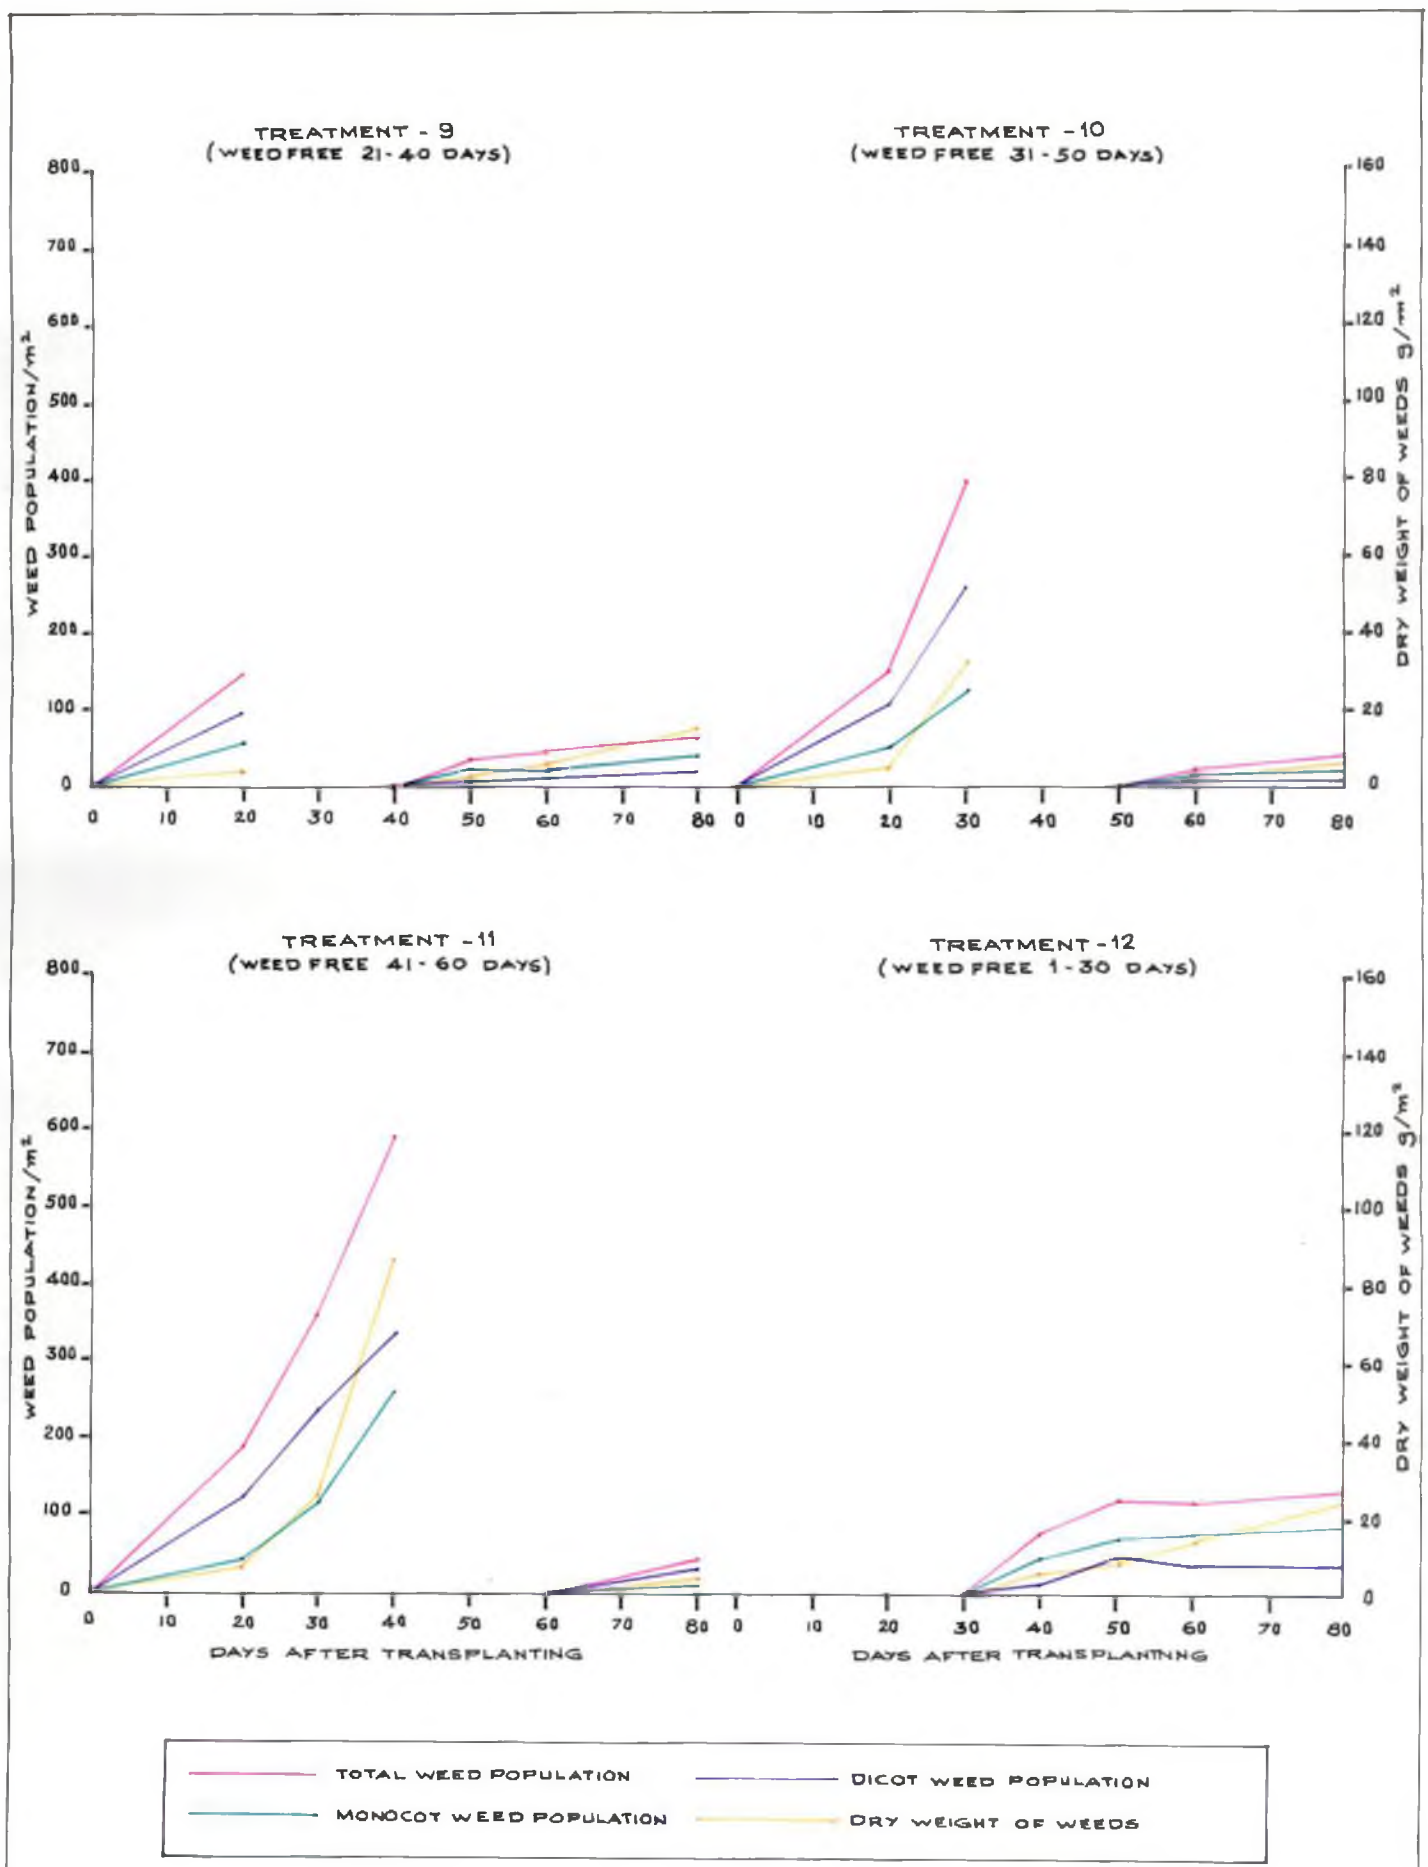 TREATMENT - 9
(WEED FREE 21-40 DAYS)
TREATMENT -10
(WEED FREE 31-50 DAYS)
800
700
600
500
400
300
200
100
0
WEED POPULATION/m²
0 10 20 30 40 50 60 70 80
0 10 20 30 40 50 60 70 80
160
140
120
100
80
60
40
20
0
DRY WEIGHT OF WEEDS g/m²
TREATMENT -11
(WEED FREE 41-60 DAYS)
TREATMENT -12
(WEED FREE 1-30 DAYS)
800
700
600
500
400
300
200
100
0
WEED POPULATION/m²
0 10 20 30 40 50 60 70 80
DAYS AFTER TRANSPLANTING
0 10 20 30 40 50 60 70 80
DAYS AFTER TRANSPLANTNNG
160
140
120
100
80
60
40
20
0
DRY WEIGHT OF WEEDS g/m²
TOTAL WEED POPULATION
DICOT WEED POPULATION
MONOCOT WEED POPULATION
DRY WEIGHT OF WEEDS